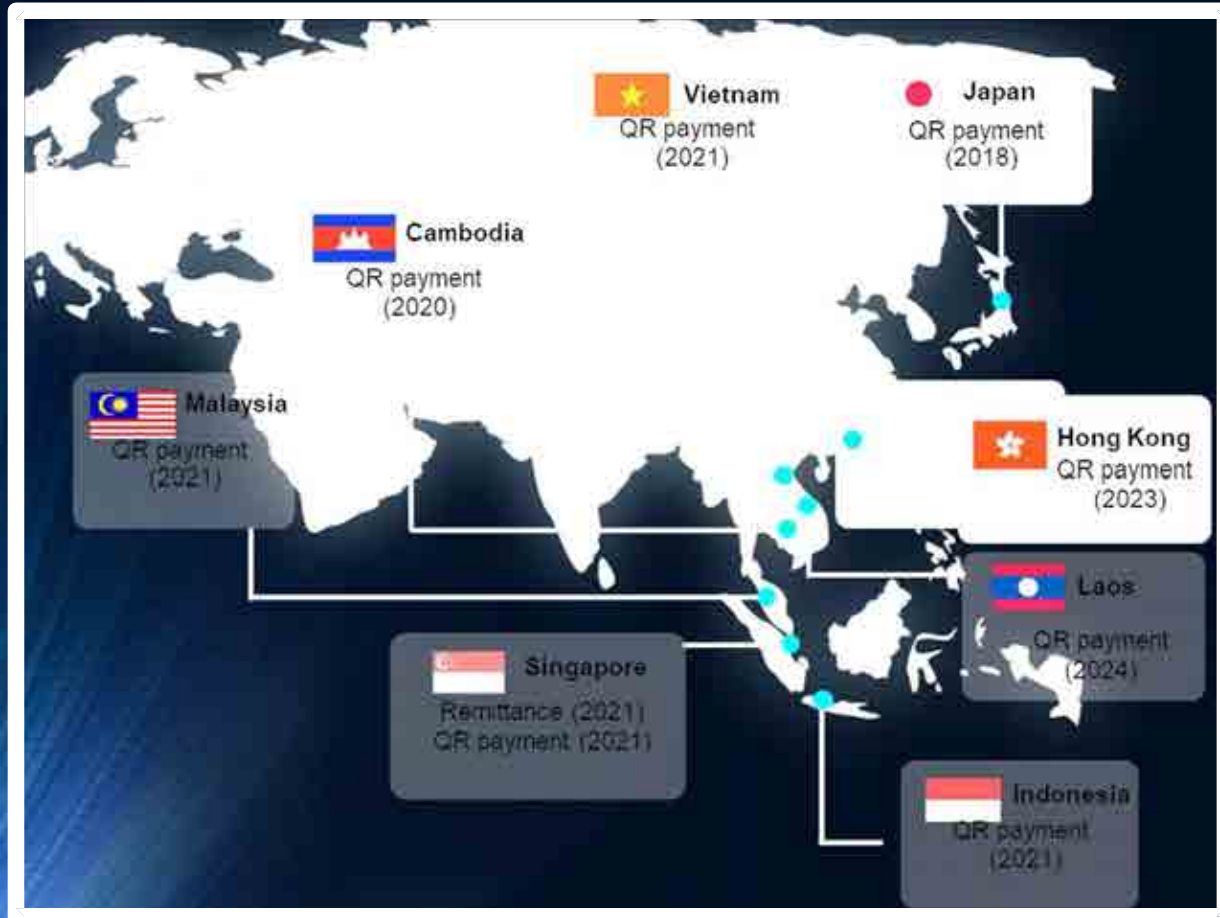 Vietnam
QR payment
(2021)
Japan
QR payment
(2018)
Cambodia
QR payment
(2020)
Malaysia
QR payment
(2021)
Hong Kong
QR payment
(2023)
Laos
QR payment
(2024)
Singapore
Remittance (2021)
QR payment (2021)
Indonesia
QR payment
(2021)